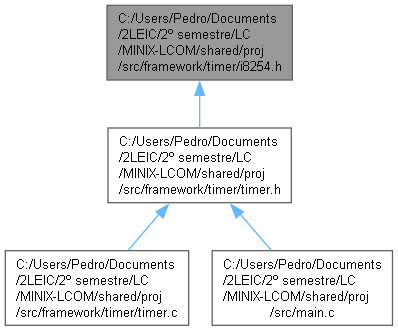 C:/Users/Pedro/Documents
/2LEIC/2º semestre/LC
/MINIX-LCOM/shared/proj
/src/framework/timer/i8254.h
C:/Users/Pedro/Documents
/2LEIC/2º semestre/LC
/MINIX-LCOM/shared/proj
/src/framework/timer/timer.h
C:/Users/Pedro/Documents
/2LEIC/2º semestre/LC
/MINIX-LCOM/shared/proj
/src/framework/timer/timer.c
C:/Users/Pedro/Documents
/2LEIC/2º semestre/LC
/MINIX-LCOM/shared/proj
/src/main.c